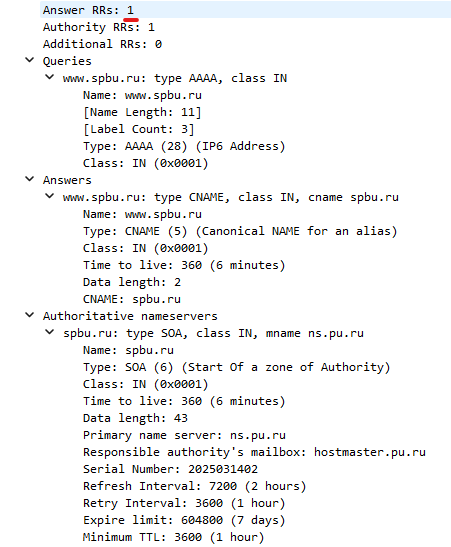 Answer RRs: 1
Authority RRs: 1
Additional RRs: 0
Queries
www.spbu.ru: type AAAA, class IN
Name: www.spbu.ru
[Name Length: 11]
[Label Count: 3]
Type: AAAA (28) (IP6 Address)
Class: IN (0x0001)
Answers
www.spbu.ru: type CNAME, class IN, cname spbu.ru
Name: www.spbu.ru
Type: CNAME (5) (Canonical NAME for an alias)
Class: IN (0x0001)
Time to live: 360 (6 minutes)
Data length: 2
CNAME: spbu.ru
Authoritative nameservers
spbu.ru: type SOA, class IN, mname ns.pu.ru
Name: spbu.ru
Type: SOA (6) (Start Of a zone of Authority)
Class: IN (0x0001)
Time to live: 360 (6 minutes)
Data length: 43
Primary name server: ns.pu.ru
Responsible authority's mailbox: hostmaster.pu.ru
Serial Number: 2025031402
Refresh Interval: 7200 (2 hours)
Retry Interval: 3600 (1 hour)
Expire limit: 604800 (7 days)
Minimum TTL: 3600 (1 hour)